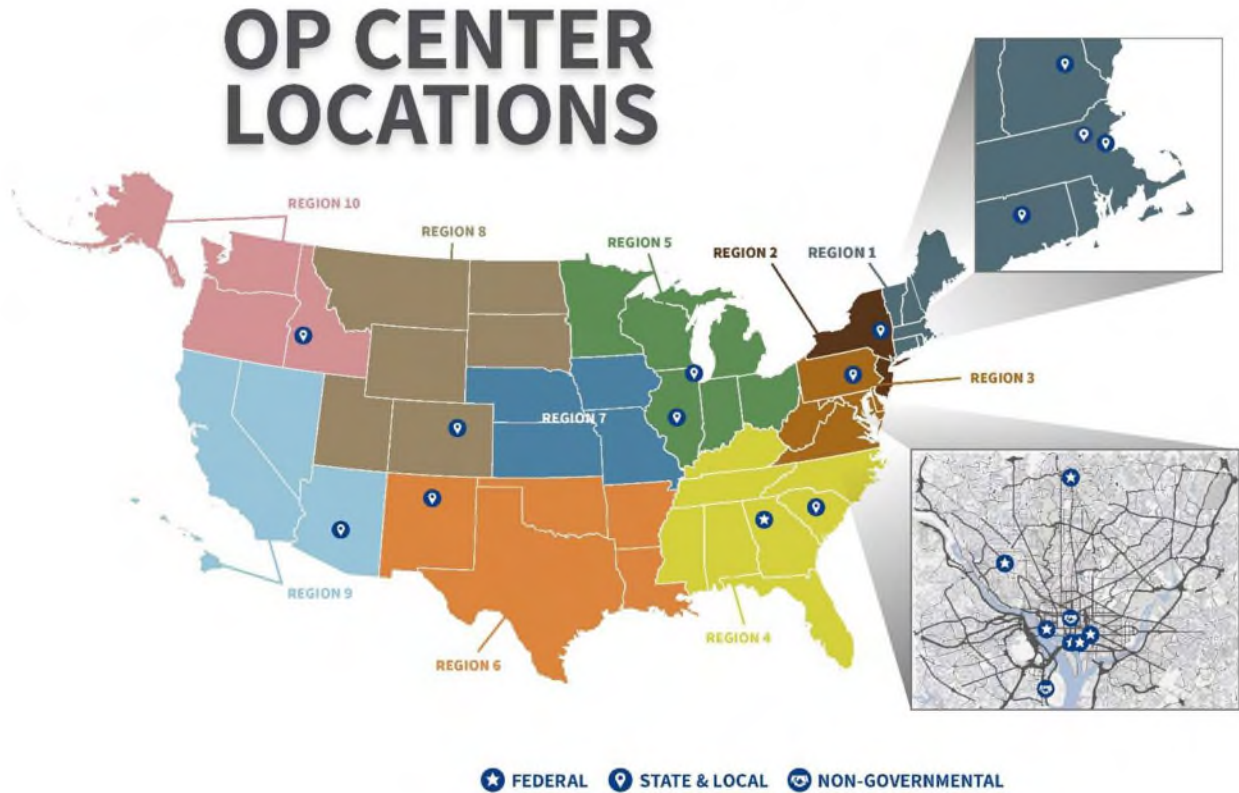 OP CENTER
LOCATIONS
REGION 10
REGION 8
REGION 5
REGION 2
REGION 1
REGION 3
REGION 7
REGION 9
REGION 4
REGION 6
FEDERAL STATE & LOCAL NON-GOVERNMENTAL